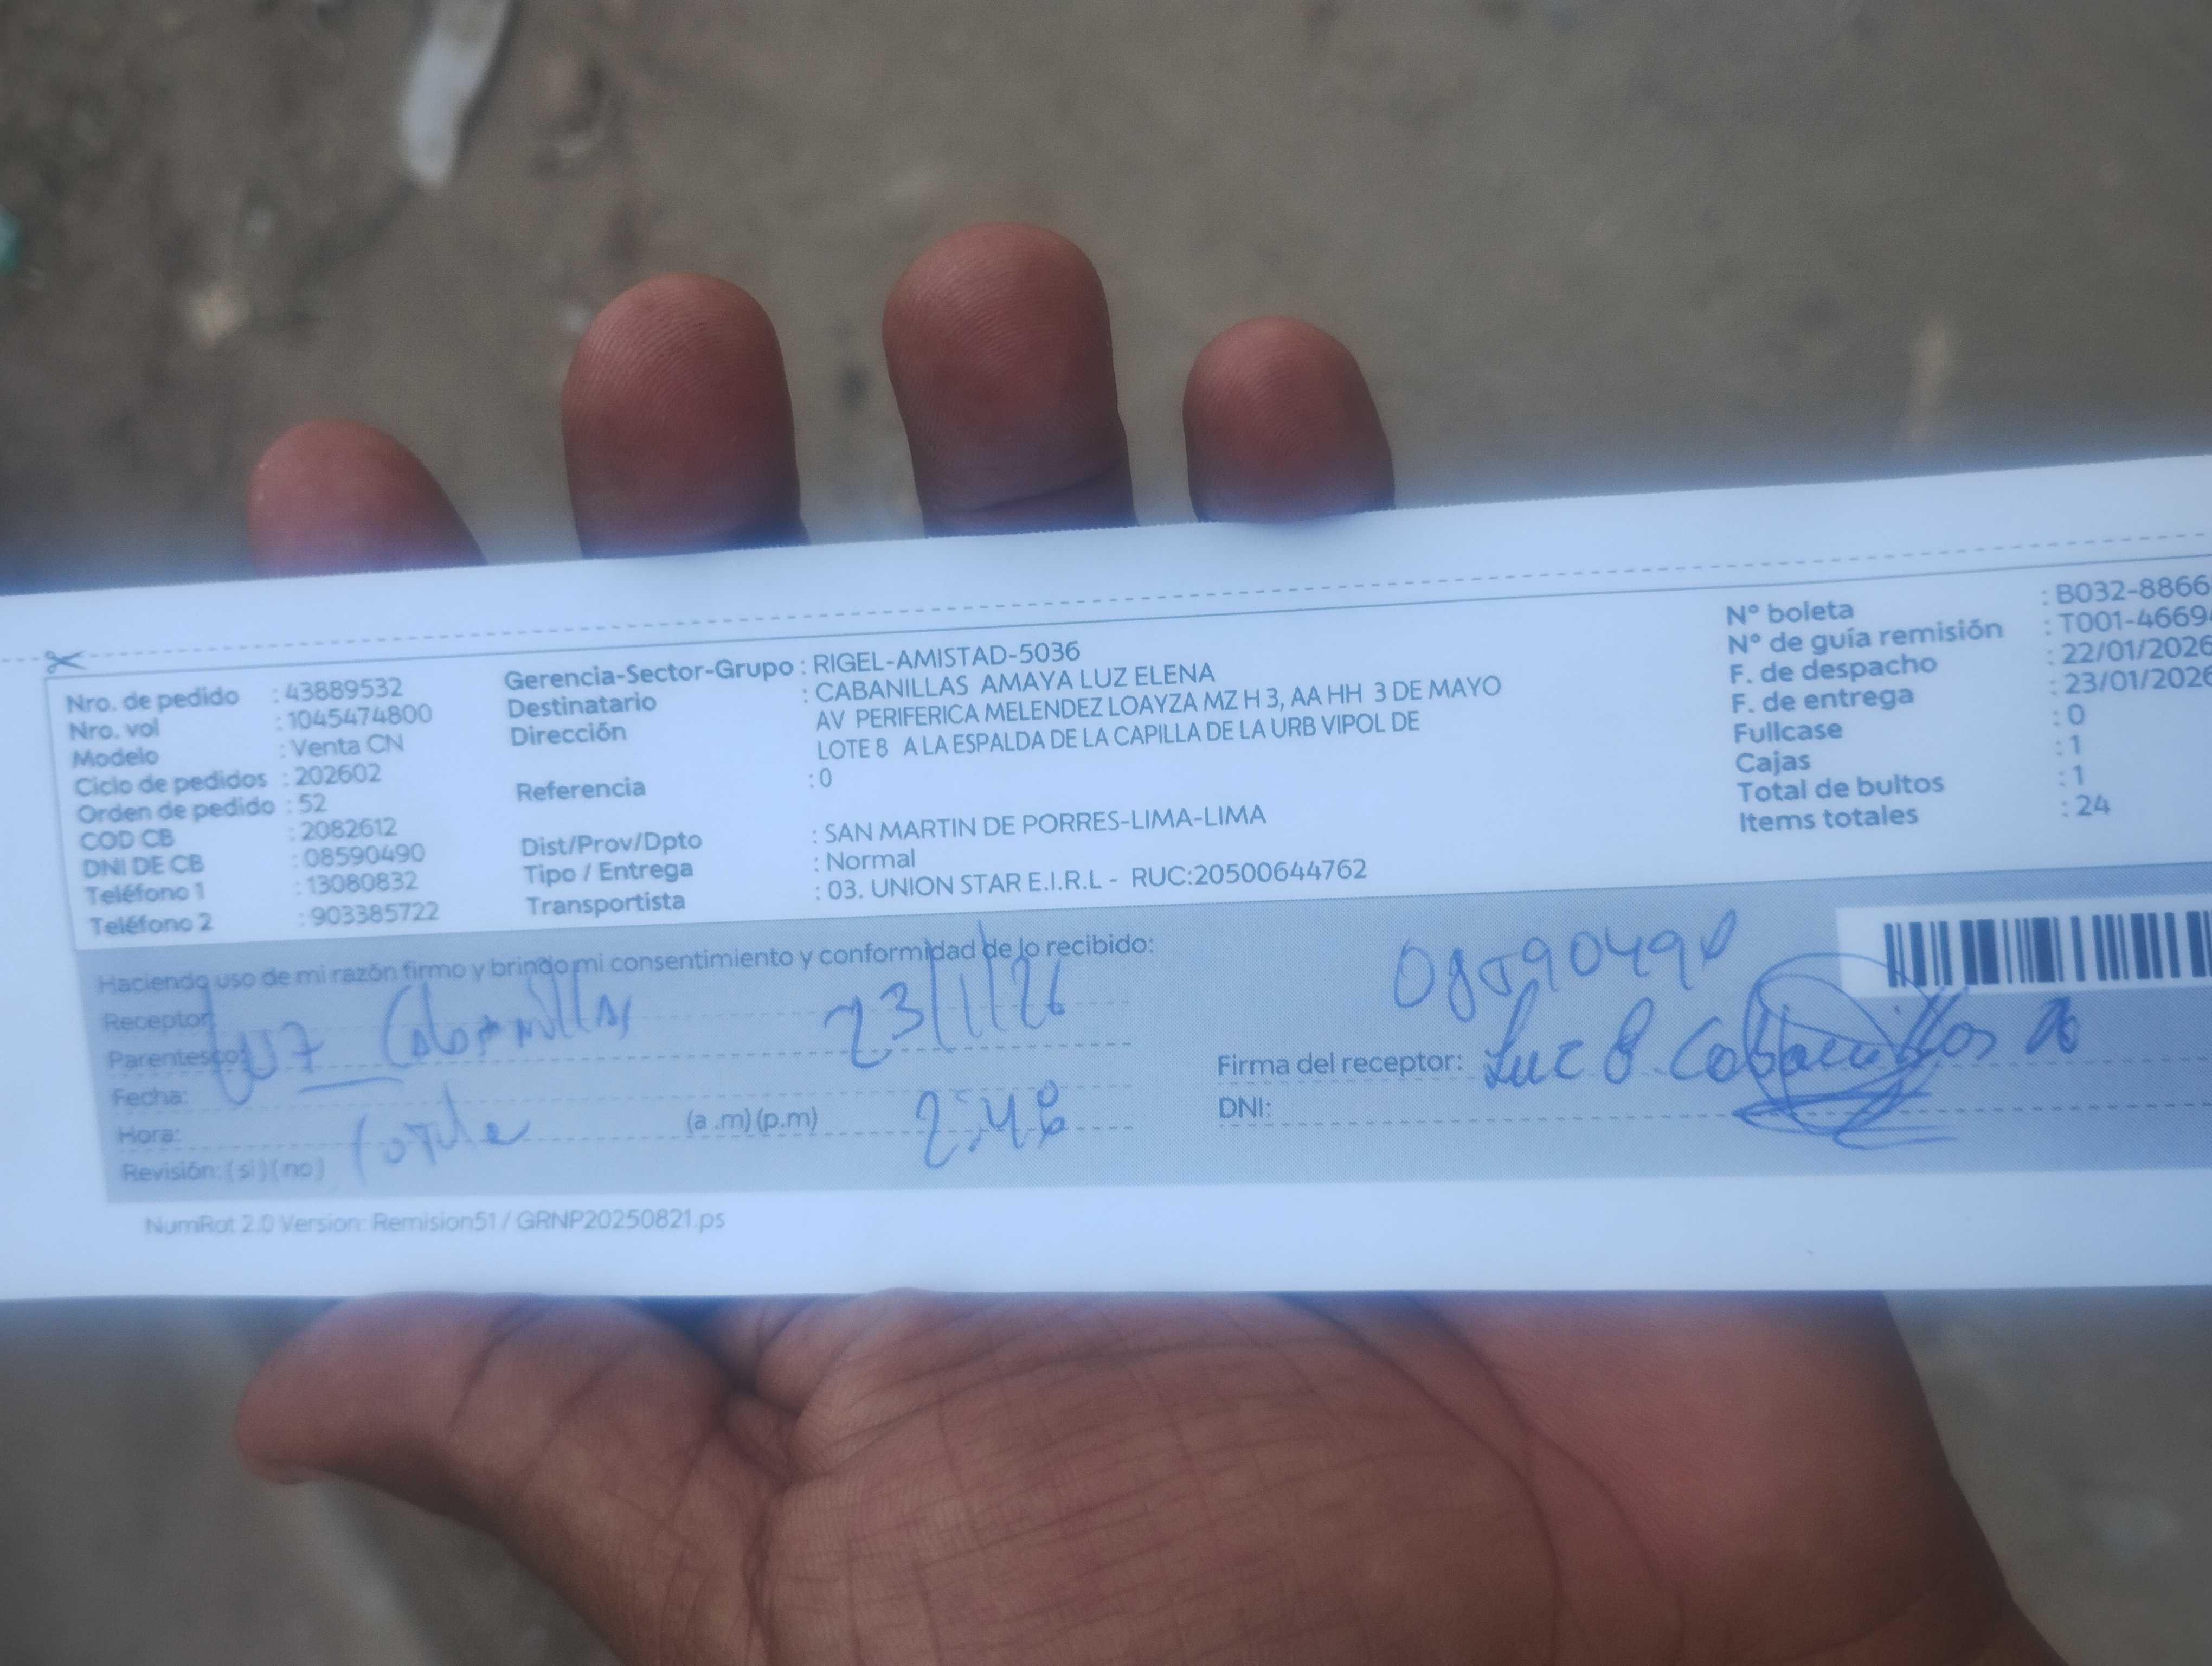 Nro. de pedido : 43889532
Nro. vol : 1045474800
Modelo : Venta CN
Ciclo de pedidos : 202602
Orden de pedido : 52
COD CB : 2082612
DNI DE CB : 08590490
Teléfono 1 : 13080832
Teléfono 2 : 903385722
Gerencia-Sector-Grupo : RIGEL-AMISTAD-5036
Destinatario : CABANILLAS AMAYA LUZ ELENA
Dirección AV PERIFERICA MELENDEZ LOAYZA MZ H 3, AA HH 3 DE MAYO
LOTE 8 A LA ESPALDA DE LA CAPILLA DE LA URB VIPOL DE
Referencia : 0
Dist/Prov/Dpto : SAN MARTIN DE PORRES-LIMA-LIMA
Tipo / Entrega : Normal
Transportista : 03. UNION STAR E.I.R.L - RUC:20500644762
N° boleta : B032-8866
N° de guía remisión : T001-4669
F. de despacho : 22/01/2026
F. de entrega : 23/01/2026
Fullcase : 0
Cajas : 1
Total de bultos : 1
Items totales : 24
Haciendo uso de mi razón firmo y brindo mi consentimiento y conformidad de lo recibido:
Receptor:
Parentesco:
Luz Cabanillas 23/1/26
Fecha:
Hora: (a .m) (p.m) 2:48
Revisión: (si) (no)
08590490
Firma del receptor: Luz E. Cabanillas A
DNI:
NumRot 2.0 Version: Remision51 / GRNP20250821.ps